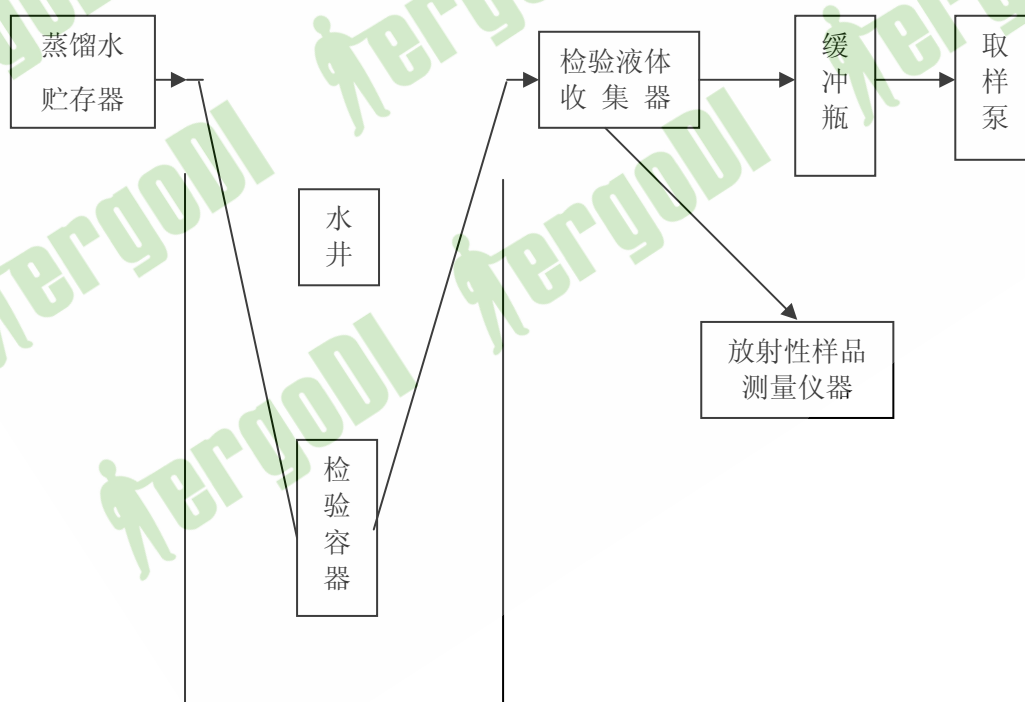 蒸馏水
贮存器
检验液体
收 集 器
缓
冲
瓶
取
样
泵
水
井
放射性样品
测量仪器
检
验
容
器
ergoDI
ergoDI
ergoDI
ergoDI